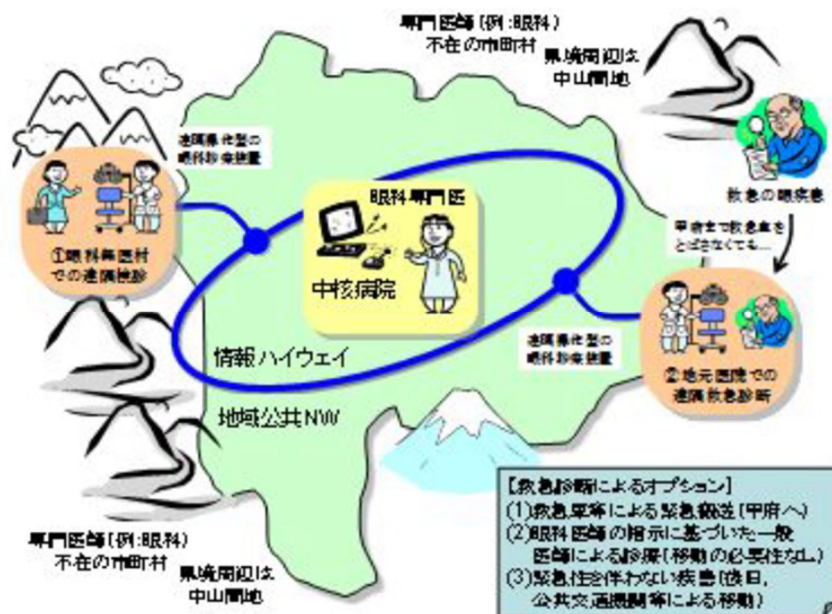 専門医師(例:眼科)
不在の市町村
県境周辺は
中山間地
遠隔操作型の
眼科診療装置
眼科専門医
救急の眼疾患
甲府まで救急車を
とばさなくても…
①眼科無医村
での遠隔検診
中核病院
情報ハイウェイ
遠隔操作型の
眼科診療装置
②地元医院での
遠隔救急診断
地域公共NW
【救急診断によるオプション】
(1)救急車等による緊急搬送(甲府へ)
(2)眼科医師の指示に基づいた一般
医師による診療(移動の必要性なし)
(3)緊急性を伴わない疾患(後日,
公共交通機関等による移動)
専門医師(例:眼科)
不在の市町村
県境周辺は
中山間地